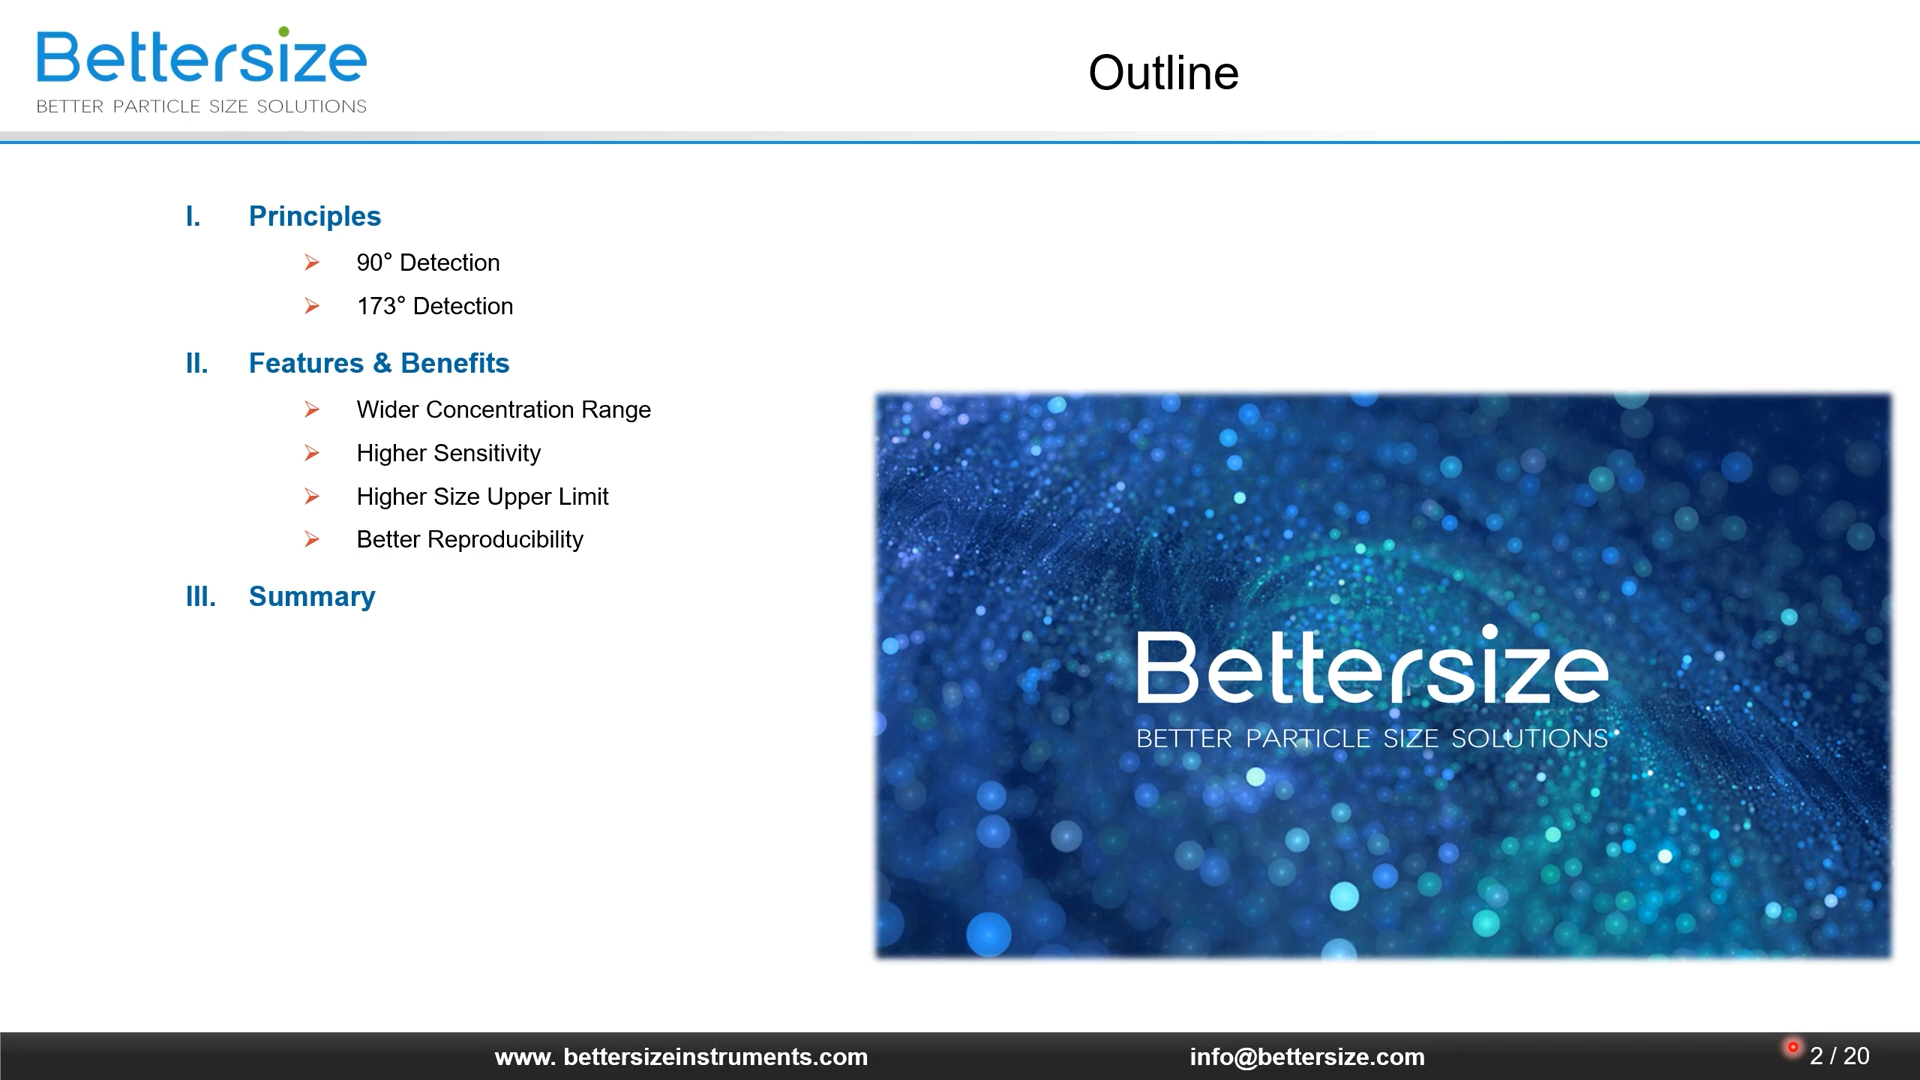 Bettersize
BETTER PARTICLE SIZE SOLUTIONS
Outline
I. Principles
90° Detection
173° Detection
II. Features & Benefits
Wider Concentration Range
Higher Sensitivity
Higher Size Upper Limit
Better Reproducibility
III. Summary
Bettersize
BETTER PARTICLE SIZE SOLUTIONS
www. bettersizeinstruments.com
info@bettersize.com
2 / 20